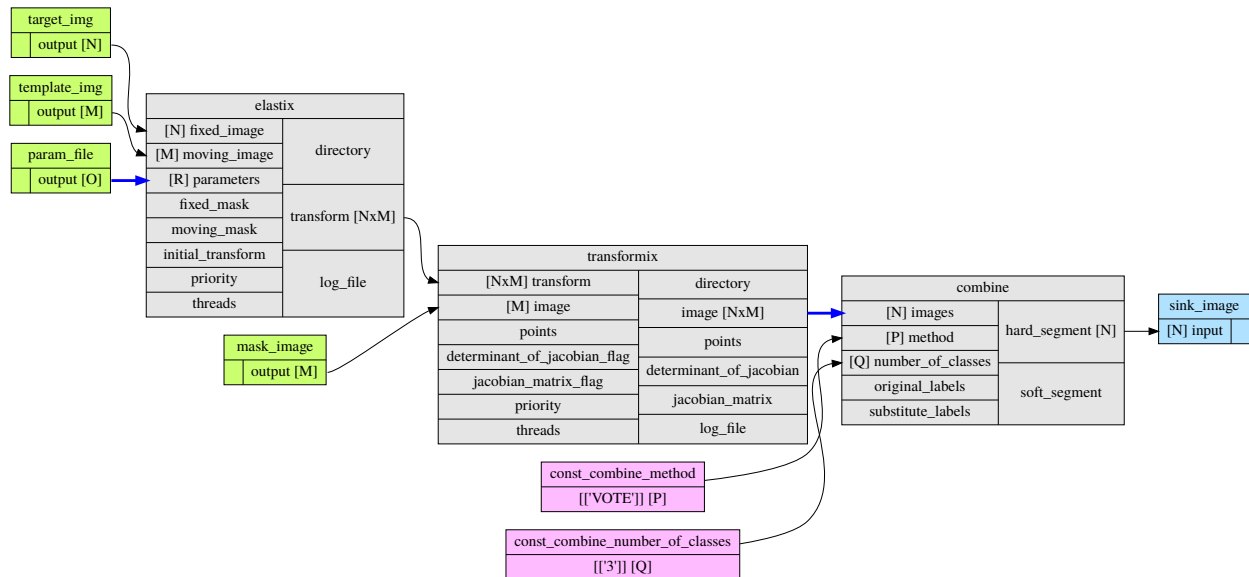 target_img
output [N]
template_img
output [M]
param_file
output [O]
elastix
[N] fixed_image
[M] moving_image
[R] parameters
fixed_mask
moving_mask
initial_transform
priority
threads
directory
transform [NxM]
log_file
mask_image
output [M]
transformix
[NxM] transform
[M] image
points
determinant_of_jacobian_flag
jacobian_matrix_flag
priority
threads
directory
image [NxM]
points
determinant_of_jacobian
jacobian_matrix
log_file
const_combine_method
[['VOTE']] [P]
const_combine_number_of_classes
[['3']] [Q]
combine
[N] images
[P] method
[Q] number_of_classes
original_labels
substitute_labels
hard_segment [N]
soft_segment
sink_image
[N] input